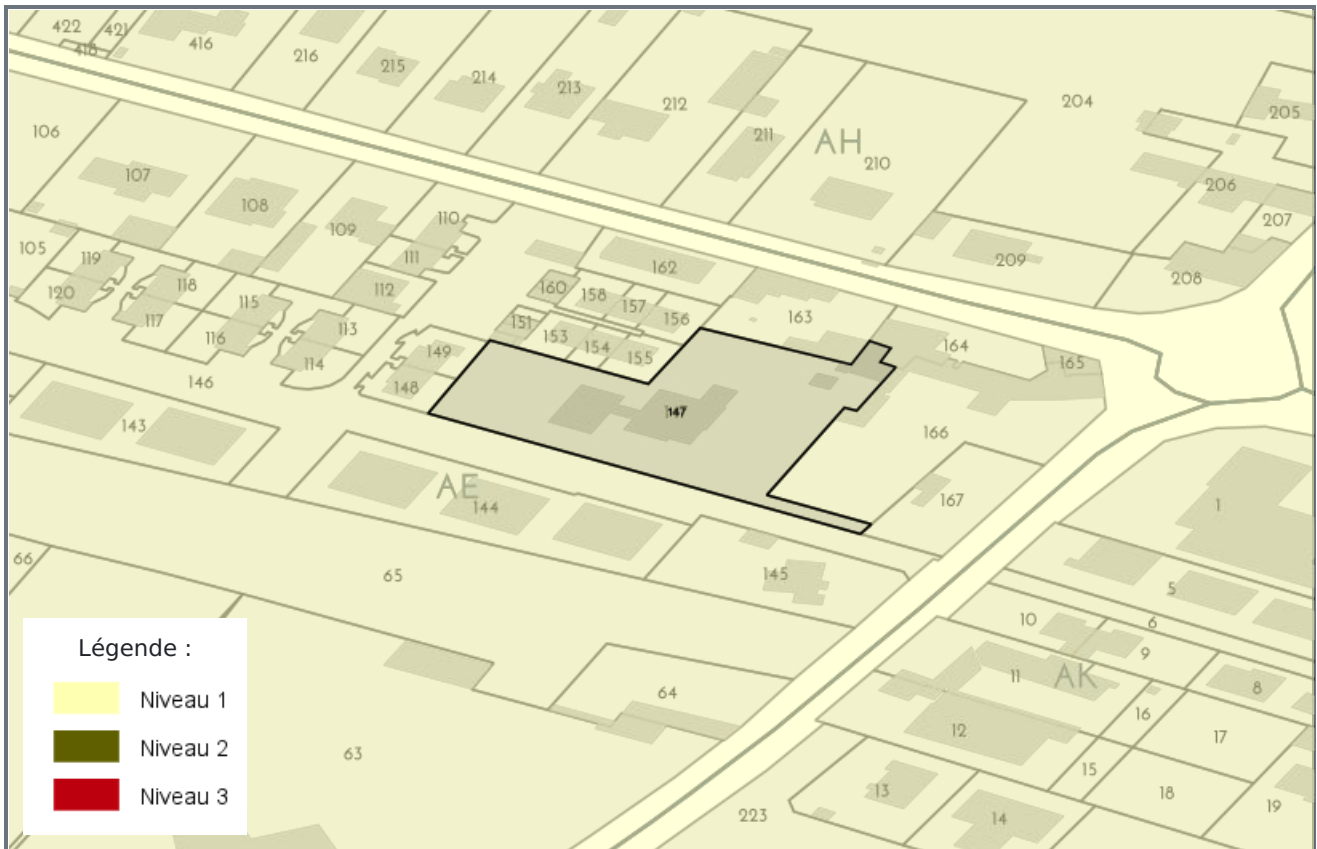 422 421
418 416 216 215 214 213 212 211 AH 210 204 205
106 107 108 109 110 111 112 206 207
105 119 120 118 117 115 116 113 114 146
162 160 158 157 156 163 209 208
151 153 154 155 149 148 164 165
143 147 166 167
AE 144 145 1
66 65 5
10 6 9
11 AK 8
64 12 16 17
63 15 18
13 14 19
223
Légende :
Niveau 1
Niveau 2
Niveau 3